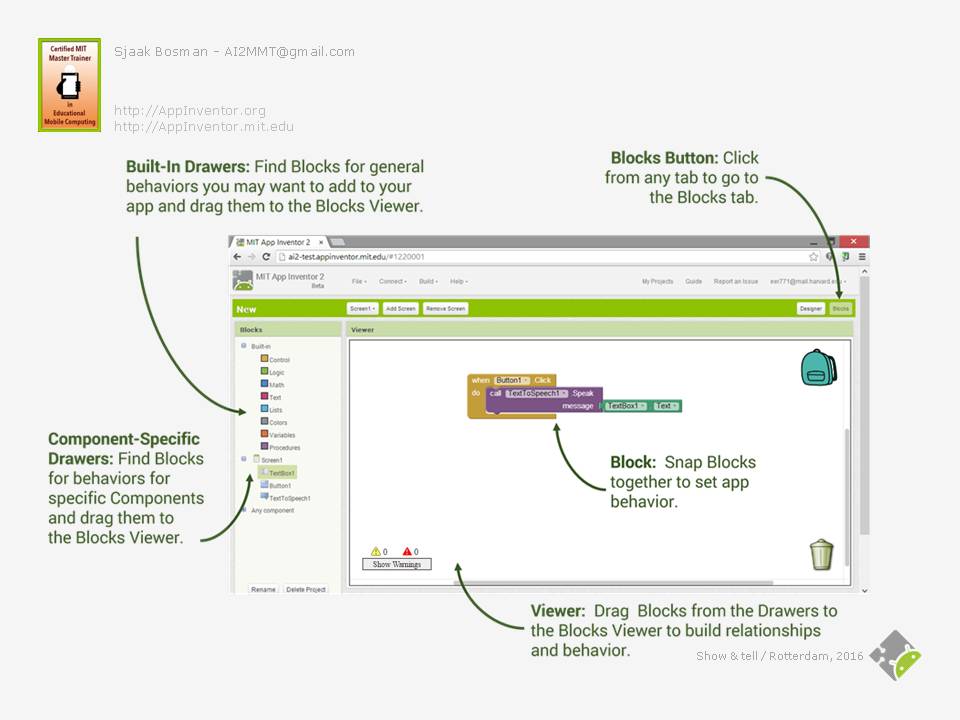 Certified MIT
Master Trainer
in
Educational
Mobile Computing
Sjaak Bosman - AI2MMT@gmail.com
http://AppInventor.org
http://AppInventor.mit.edu
Built-In Drawers: Find Blocks for general
behaviors you may want to add to your
app and drag them to the Blocks Viewer.
Blocks Button: Click
from any tab to go to
the Blocks tab.
MIT App Inventor 2
ai2-test.appinventor.mit.edu/#1220001
MIT App Inventor 2
Beta
File Connect Build Help
My Projects Guide Report an Issue
New
Screen1 Add Screen Remove Screen
Designer Blocks
Blocks
Viewer
Built-in
Control
Logic
Math
Text
Lists
Colors
Variables
Procedures
Screen1
TextBox1
Button1
TextToSpeech1
Any component
Rename Delete Project
when Button1 .Click
do call TextToSpeech1 .Speak
message TextBox1 . Text
0 0
Show Warnings
Component-Specific
Drawers: Find Blocks
for behaviors for
specific Components
and drag them to
the Blocks Viewer.
Block: Snap Blocks
together to set app
behavior.
Viewer: Drag Blocks from the Drawers to
the Blocks Viewer to build relationships
and behavior.
Show & tell / Rotterdam, 2016